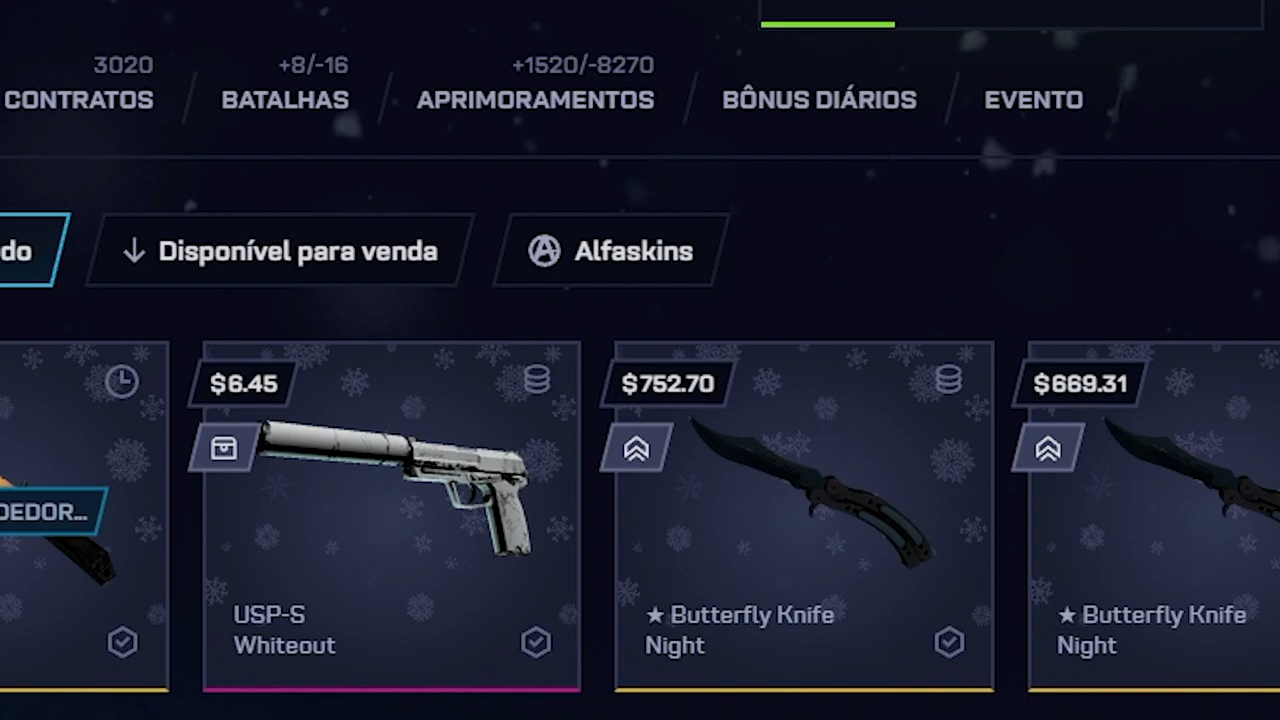 3020
CONTRATOS
+8/-16
BATALHAS
+1520/-8270
APRIMORAMENTOS
BÔNUS DIÁRIOS
EVENTO
do
Disponível para venda
Alfaskins
DEDOR...
$6.45
USP-S
Whiteout
$752.70
★ Butterfly Knife
Night
$669.31
★ Butterfly Knife
Night